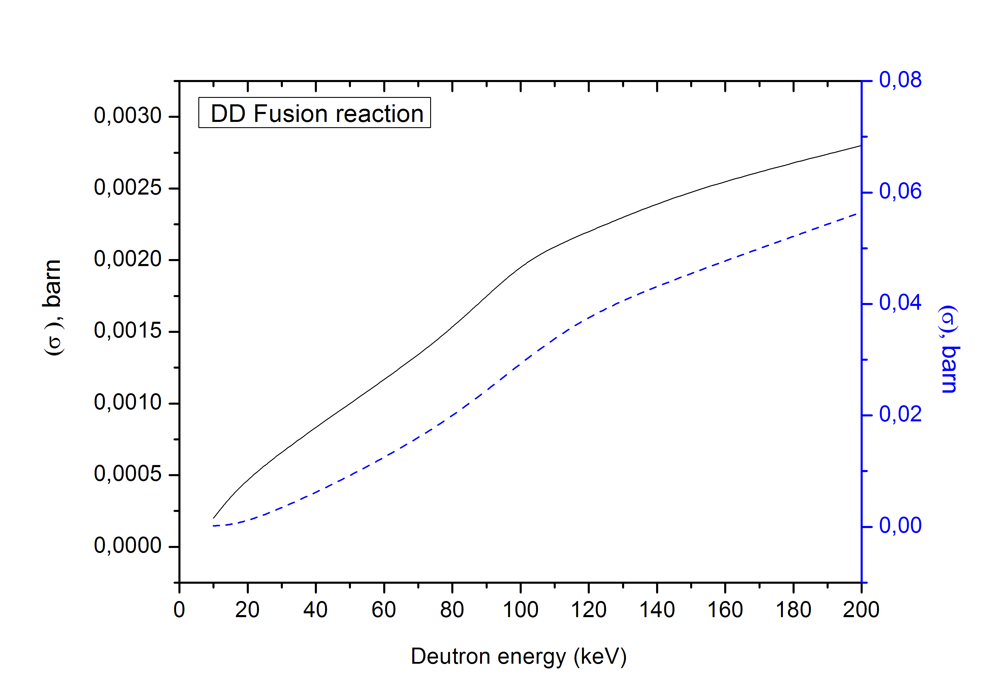 DD Fusion reaction
0,0030
0,0025
0,0020
0,0015
0,0010
0,0005
0,0000
(σ ), barn
0,08
0,06
0,04
0,02
0,00
(σ), barn
0 20 40 60 80 100 120 140 160 180 200
Deutron energy (keV)